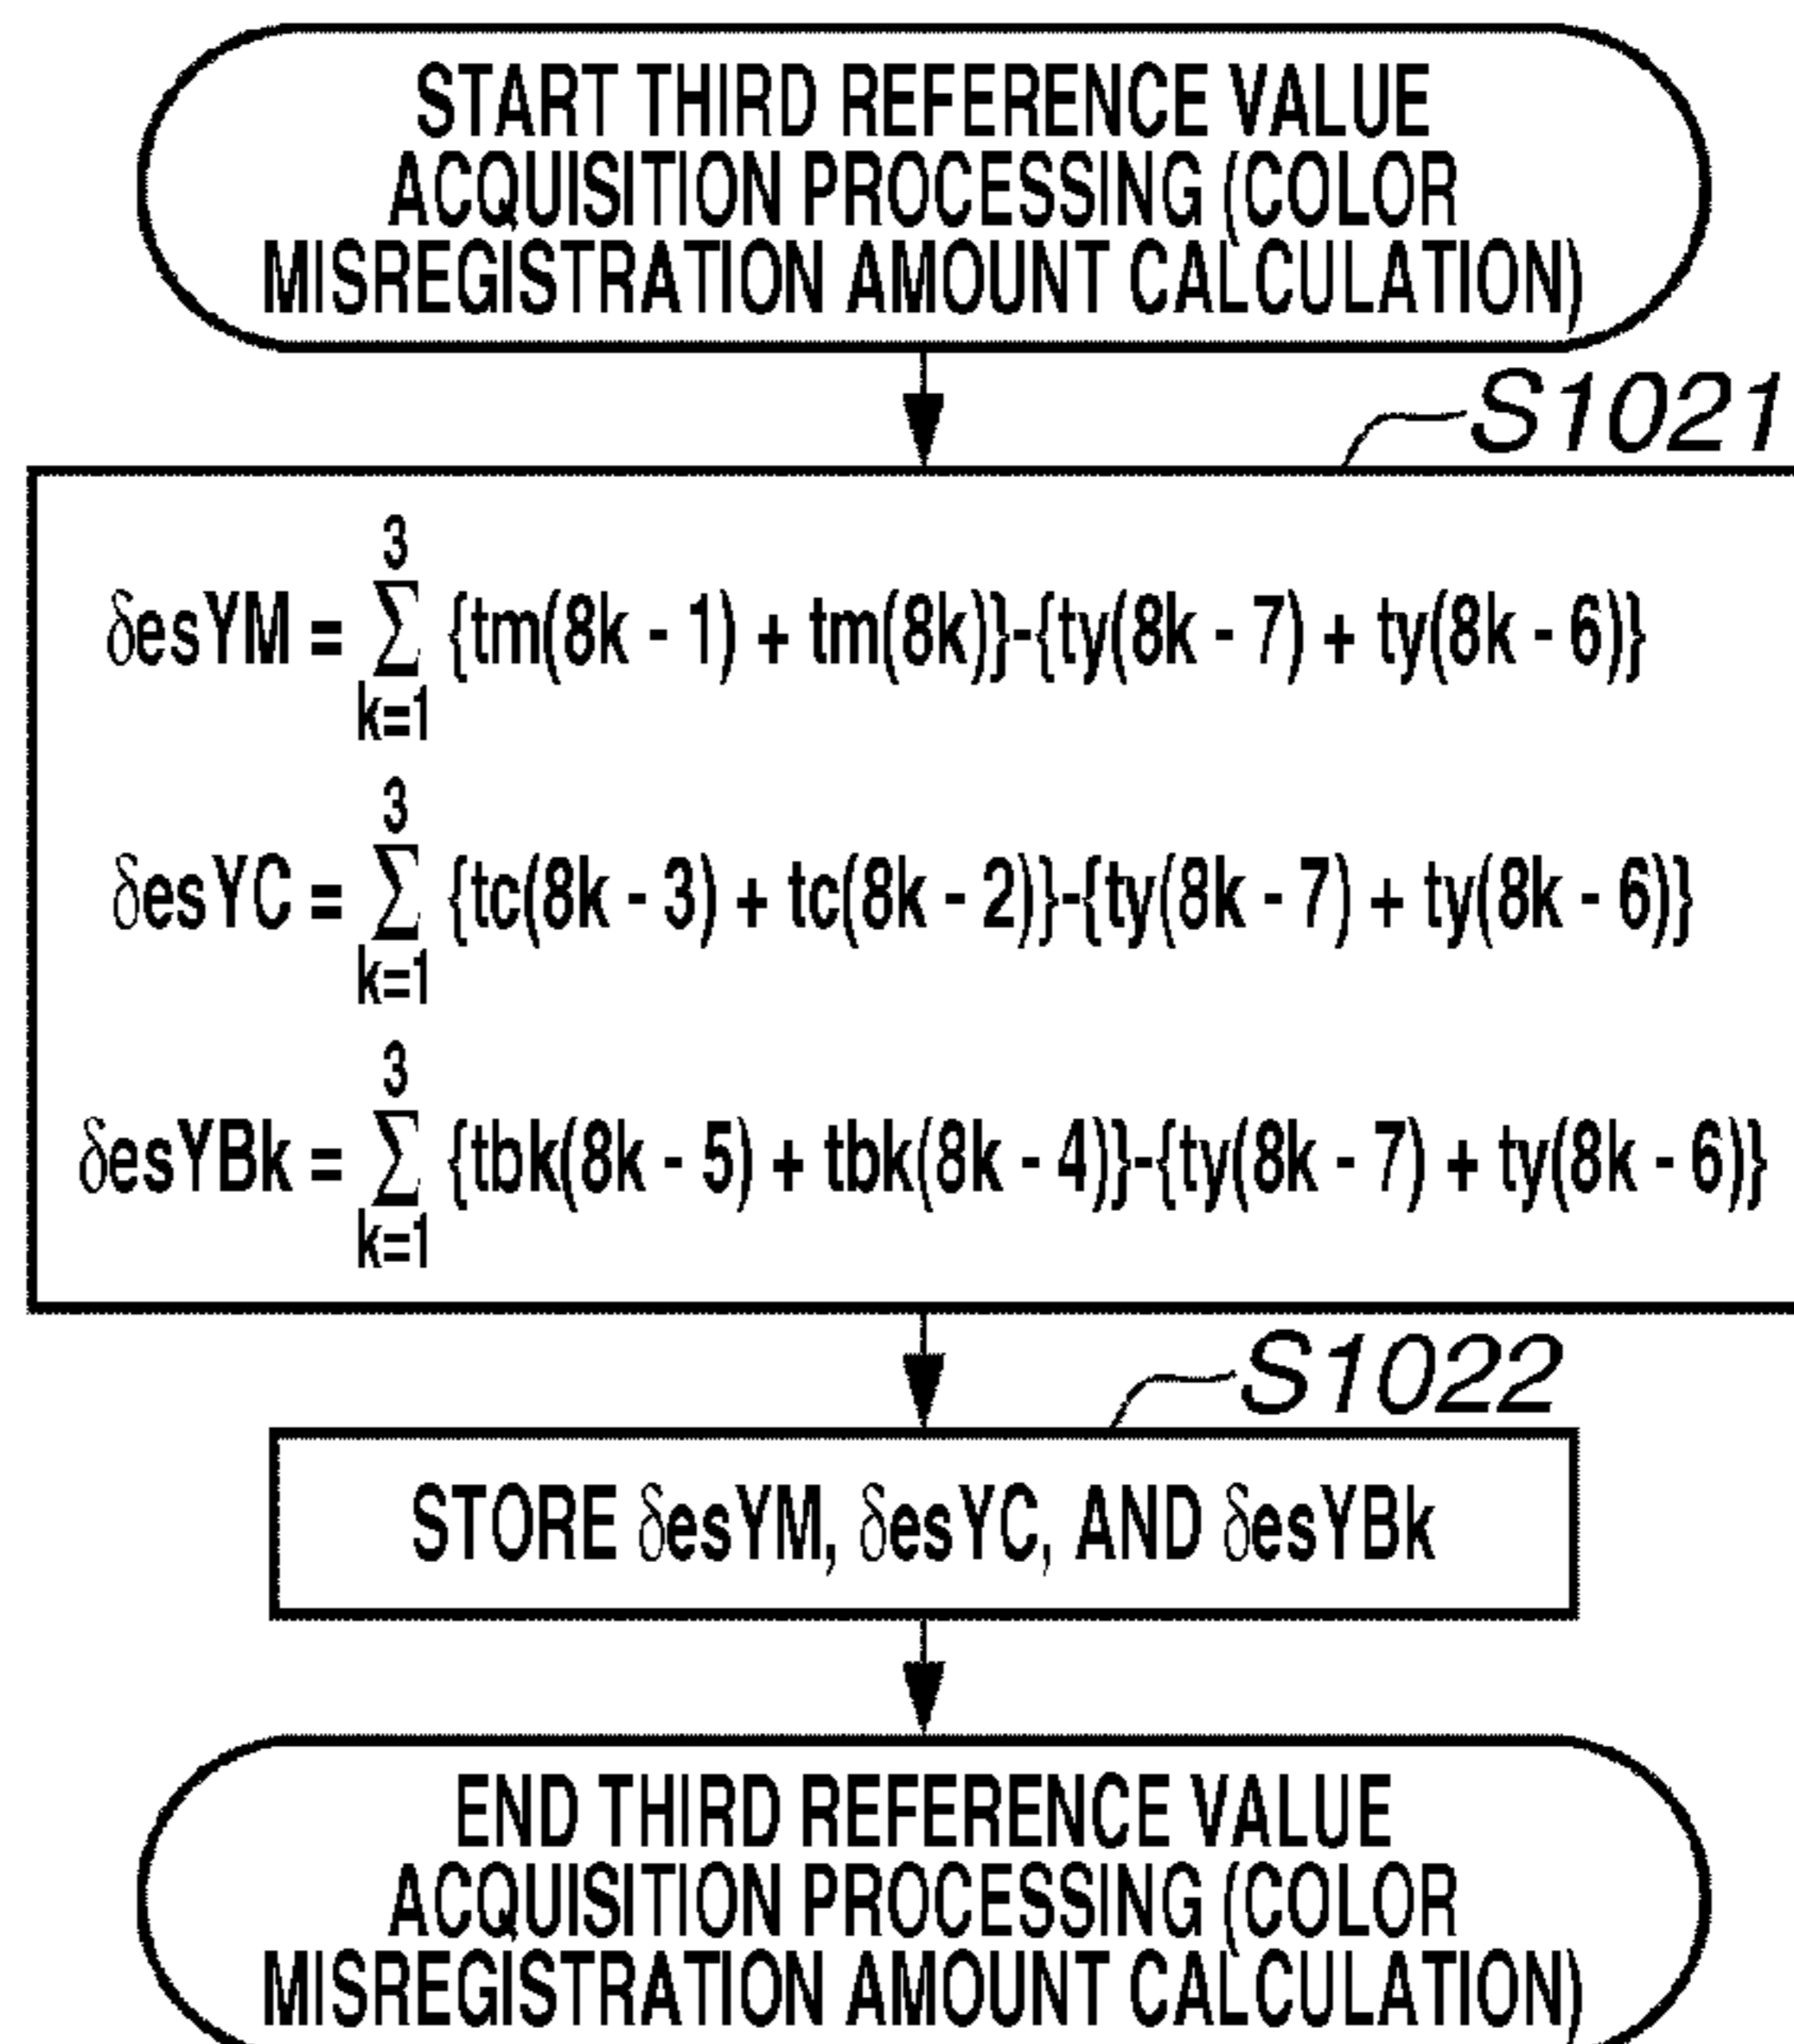 START THIRD REFERENCE VALUE
ACQUISITION PROCESSING (COLOR
MISREGISTRATION AMOUNT CALCULATION)
S1021
3
δesYM = Σ {tm(8k - 1) + tm(8k)}-{ty(8k - 7) + ty(8k - 6)}
k=1
3
δesYC = Σ {tc(8k - 3) + tc(8k - 2)}-{ty(8k - 7) + ty(8k - 6)}
k=1
3
δesYBk = Σ {tbk(8k - 5) + tbk(8k - 4)}-{ty(8k - 7) + ty(8k - 6)}
k=1
S1022
STORE δesYM, δesYC, AND δesYBk
END THIRD REFERENCE VALUE
ACQUISITION PROCESSING (COLOR
MISREGISTRATION AMOUNT CALCULATION)